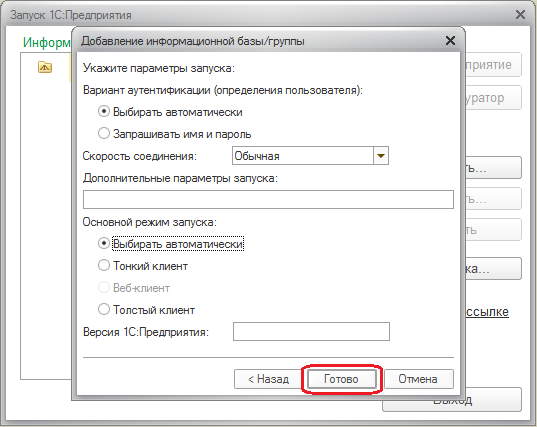 Запуск 1С:Предприятия
Информ
Добавление информационной базы/группы
Укажите параметры запуска:
Вариант аутентификации (определения пользователя):
Выбирать автоматически
Запрашивать имя и пароль
Скорость соединения: Обычная
Дополнительные параметры запуска:
Основной режим запуска:
Выбирать автоматически
Тонкий клиент
Веб-клиент
Толстый клиент
Версия 1С:Предприятия:
< Назад Готово Отмена
приятие
уратор
ть...
ть...
ть
ка...
ссылке
Выход